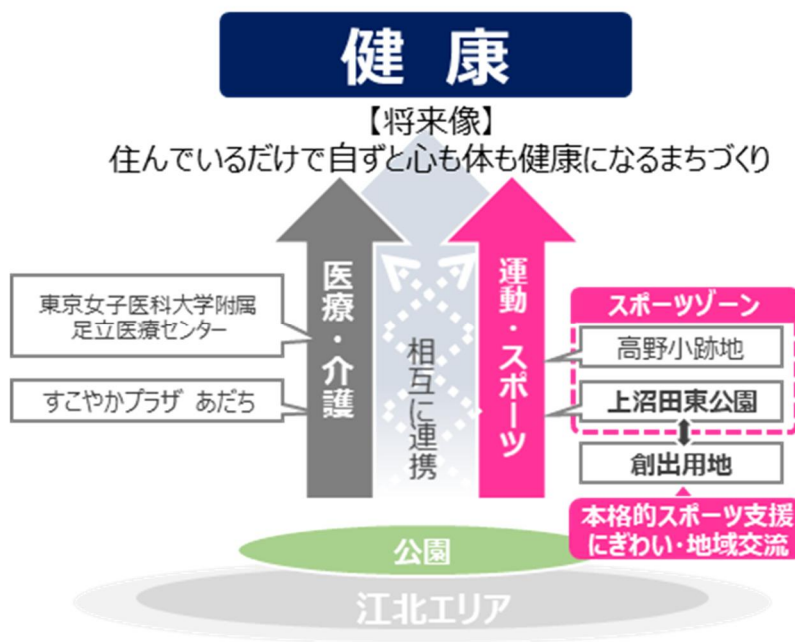 健康
【将来像】
住んでいるだけで自ずと心も体も健康になるまちづくり
医療・介護
相互に連携
運動・スポーツ
東京女子医科大学附属
足立医療センター
すこやかプラザ あだち
スポーツゾーン
高野小跡地
上沼田東公園
創出用地
本格的スポーツ支援
にぎわい・地域交流
公園
江北エリア